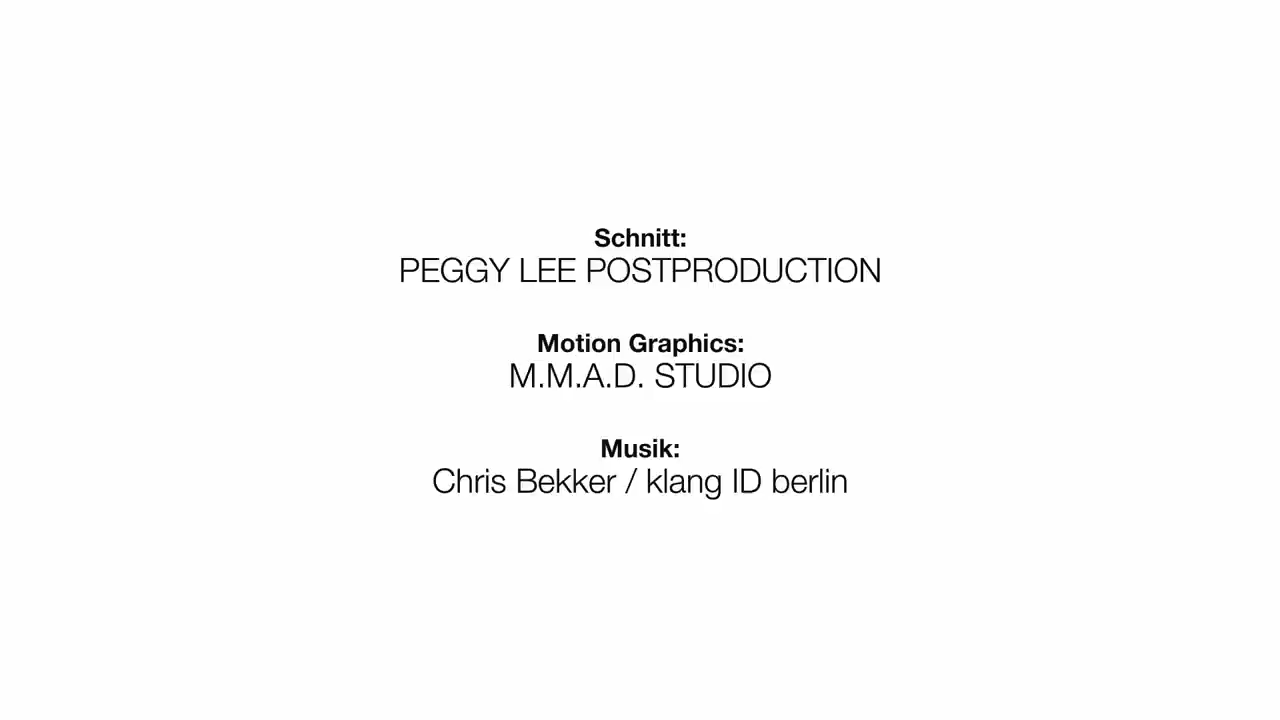 Schnitt:
PEGGY LEE POSTPRODUCTION
Motion Graphics:
M.M.A.D. STUDIO
Musik:
Chris Bekker / klang ID berlin